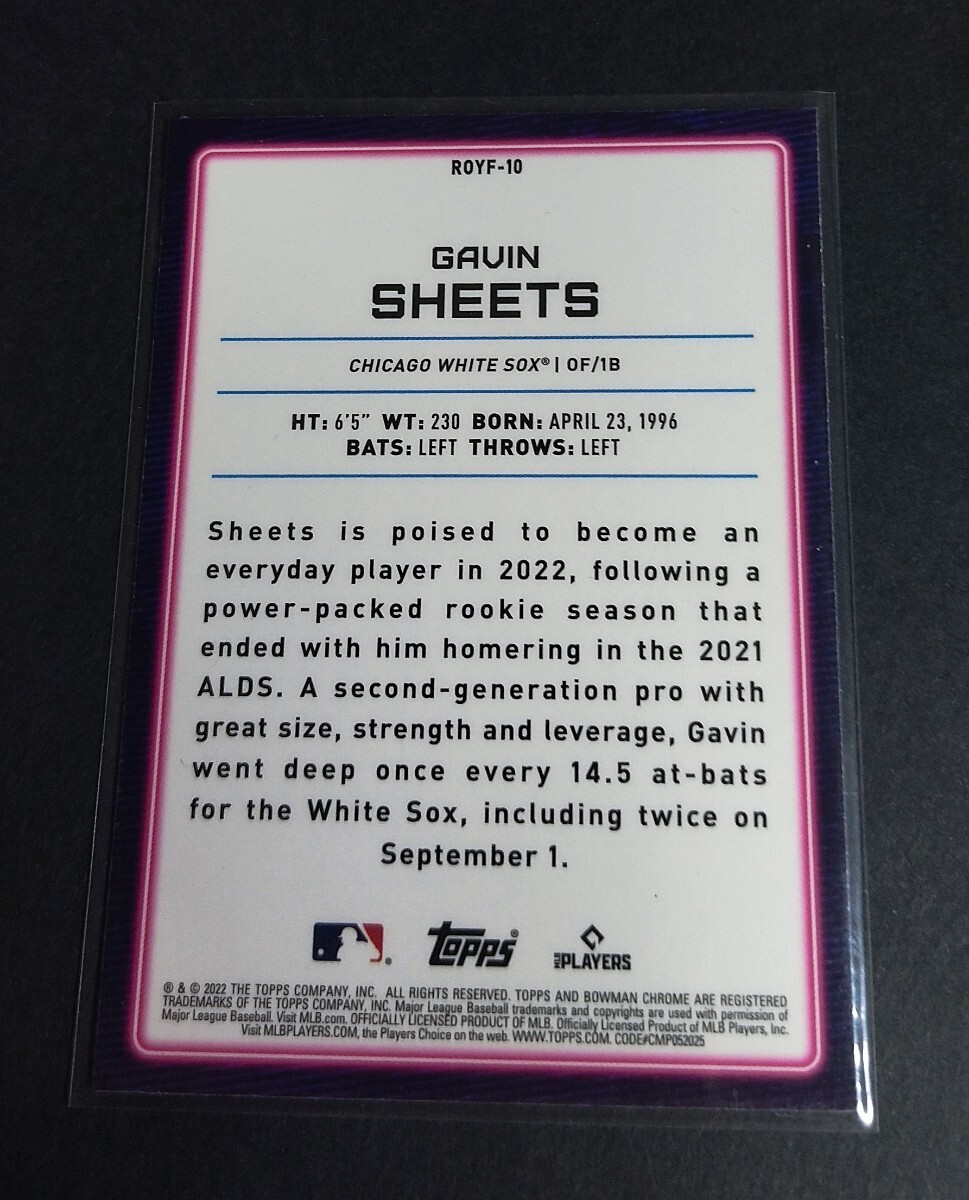 ROYF-10
GAVIN
SHEETS
CHICAGO WHITE SOX® | OF/1B
HT: 6'5" WT: 230 BORN: APRIL 23, 1996
BATS: LEFT THROWS: LEFT
Sheets is poised to become an
everyday player in 2022, following a
power-packed rookie season that
ended with him homering in the 2021
ALDS. A second-generation pro with
great size, strength and leverage, Gavin
went deep once every 14.5 at-bats
for the White Sox, including twice on
September 1.
topps® MLB PLAYERS
® & © 2022 THE TOPPS COMPANY, INC. ALL RIGHTS RESERVED. TOPPS AND BOWMAN CHROME ARE REGISTERED
TRADEMARKS OF THE TOPPS COMPANY, INC. Major League Baseball trademarks and copyrights are used with permission of
Major League Baseball. Visit MLB.com. OFFICIALLY LICENSED PRODUCT OF MLB. Officially Licensed Product of MLB Players, Inc.
Visit MLBPLAYERS.COM, the Players Choice on the web. WWW.TOPPS.COM. CODE#CMP052025